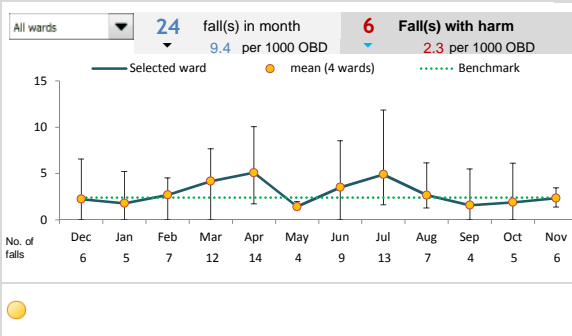 All wards
24 fall(s) in month
9.4 per 1000 OBD
6 Fall(s) with harm
2.3 per 1000 OBD
Selected ward mean (4 wards) Benchmark
15
10
5
0
Dec Jan Feb Mar Apr May Jun Jul Aug Sep Oct Nov
No. of
falls
6 5 7 12 14 4 9 13 7 4 5 6